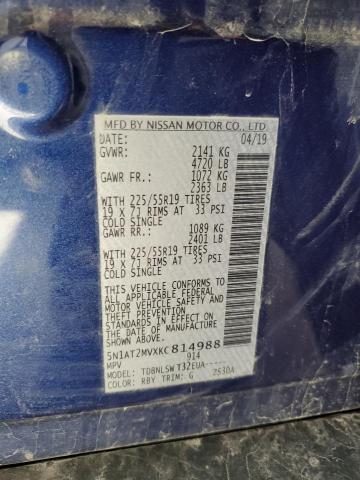 MFD BY NISSAN MOTOR CO., LTD.
DATE: 04/19
GVWR: 2141 KG
4720 LB
GAWR FR.: 1072 KG
2363 LB
WITH 225/55R19 TIRES
19 X 7J RIMS AT 33 PSI
COLD SINGLE
GAWR RR.: 1089 KG
2401 LB
WITH 225/55R19 TIRES
19 X 7J RIMS AT 33 PSI
COLD SINGLE
THIS VEHICLE CONFORMS TO ALL
APPLICABLE U.S. FEDERAL
MOTOR VEHICLE SAFETY, BUMPER, AND
THEFT PREVENTION
STANDARDS IN EFFECT ON THE
DATE OF MANUFACTURE SHOWN ABOVE.
5N1AT2MVXKC814988
MPV 914
MODEL: TDBNLSW T32EUA-----
COLOR: RBY TRIM: G 2530A